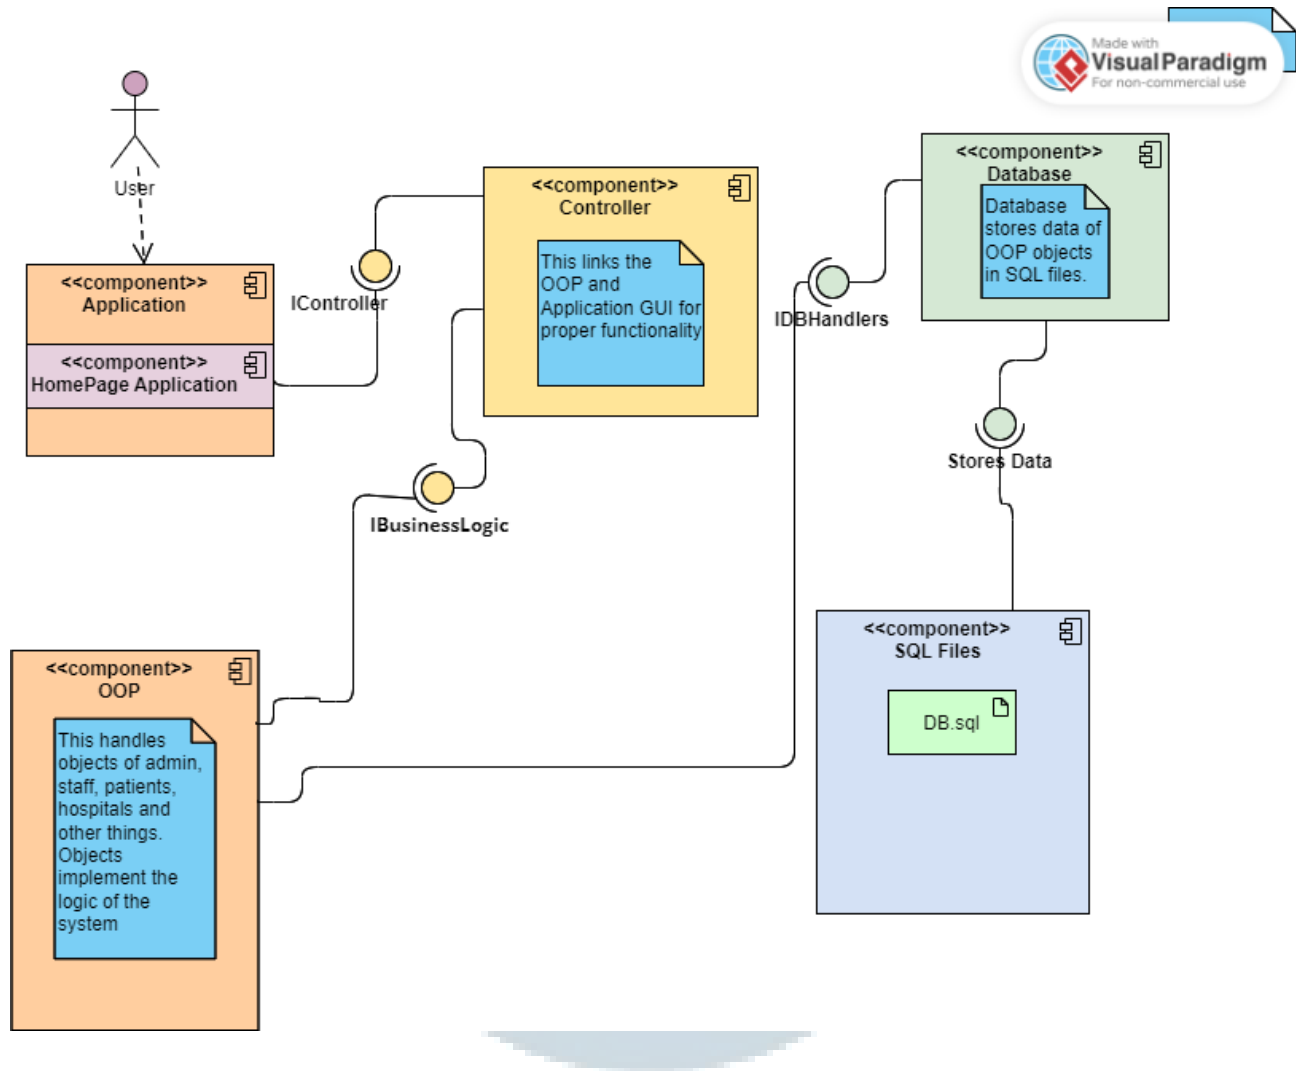 Made with
VisualParadigm
For non-commercial use
User
<<component>>
Application
<<component>>
HomePage Application
IController
<<component>>
Controller
This links the
OOP and
Application GUI for
proper functionality
IBusinessLogic
<<component>>
Database
Database
stores data of
OOP objects
in SQL files.
IDBHandlers
Stores Data
<<component>>
SQL Files
DB.sql
<<component>>
OOP
This handles
objects of admin,
staff, patients,
hospitals and
other things.
Objects
implement the
logic of the
system